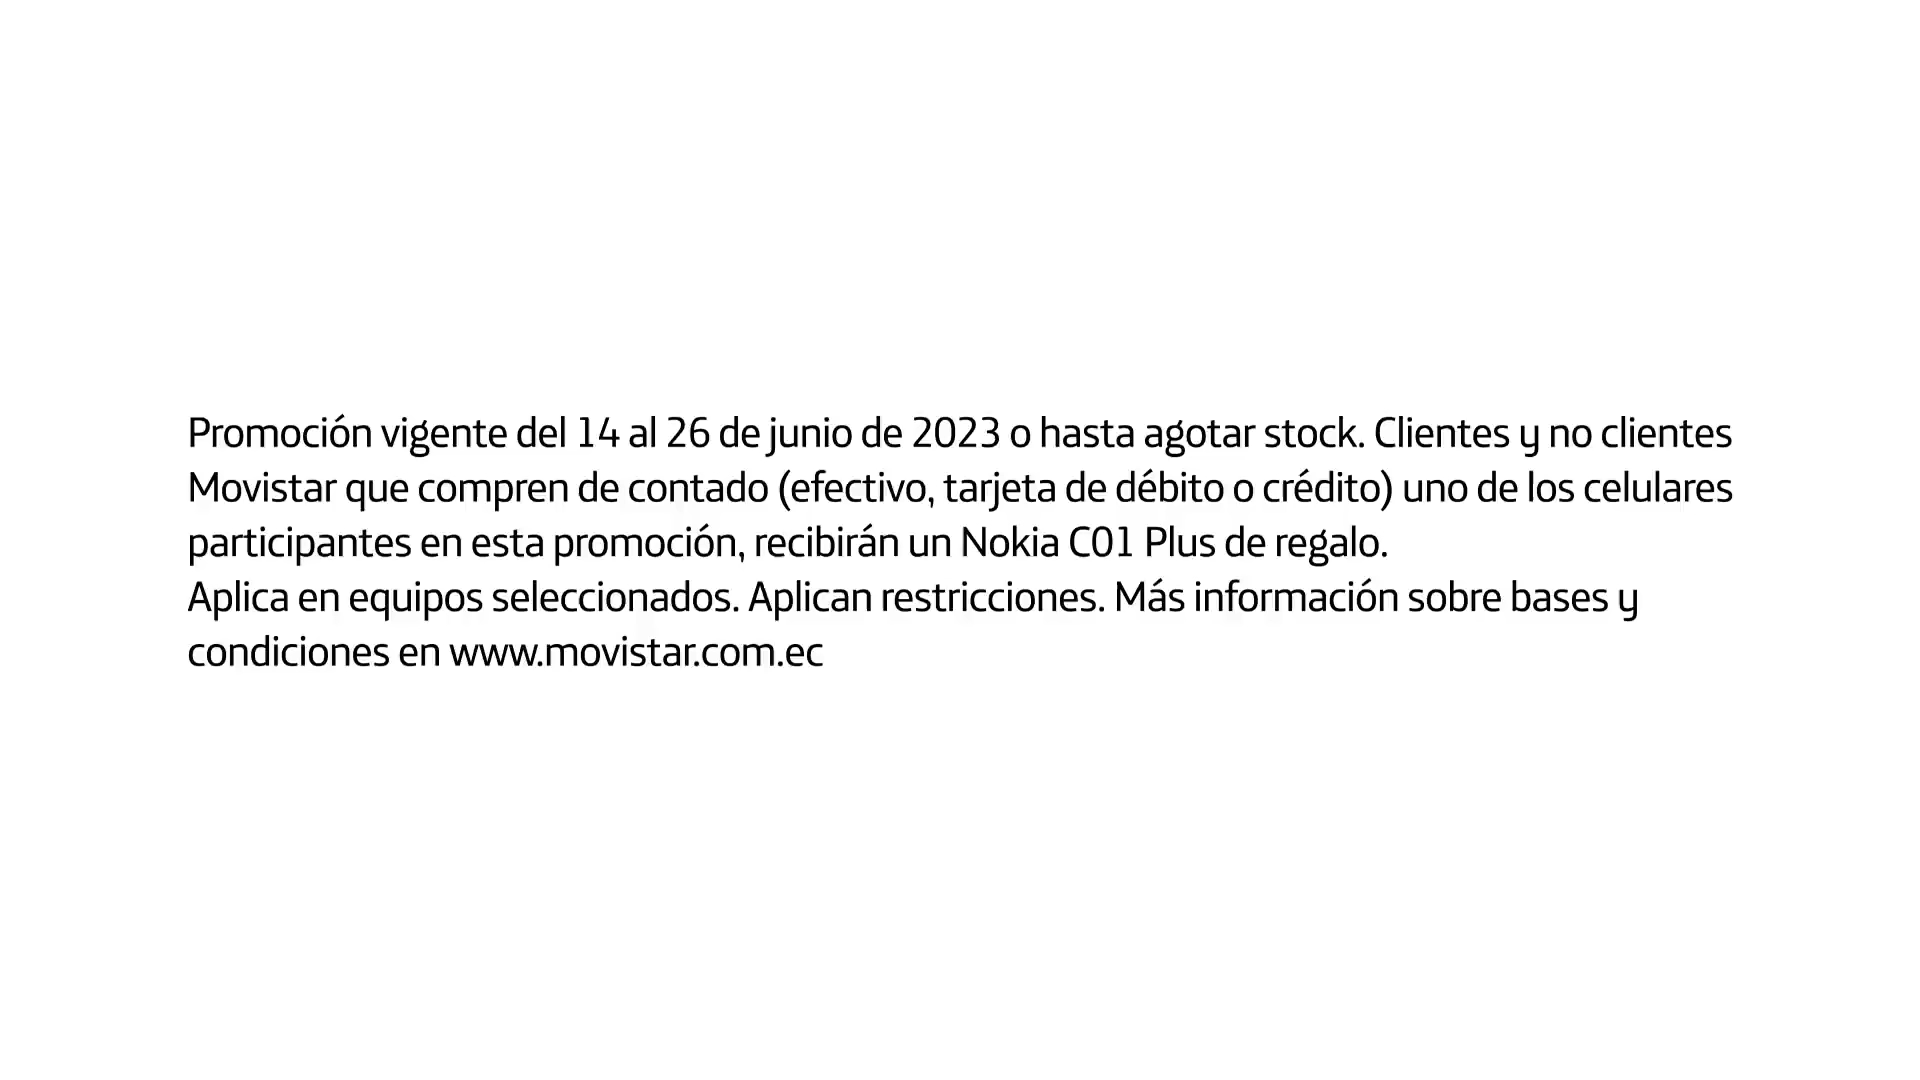 Promoción vigente del 14 al 26 de junio de 2023 o hasta agotar stock. Clientes y no clientes
Movistar que compren de contado (efectivo, tarjeta de débito o crédito) uno de los celulares
participantes en esta promoción, recibirán un Nokia C01 Plus de regalo.
Aplica en equipos seleccionados. Aplican restricciones. Más información sobre bases y
condiciones en www.movistar.com.ec